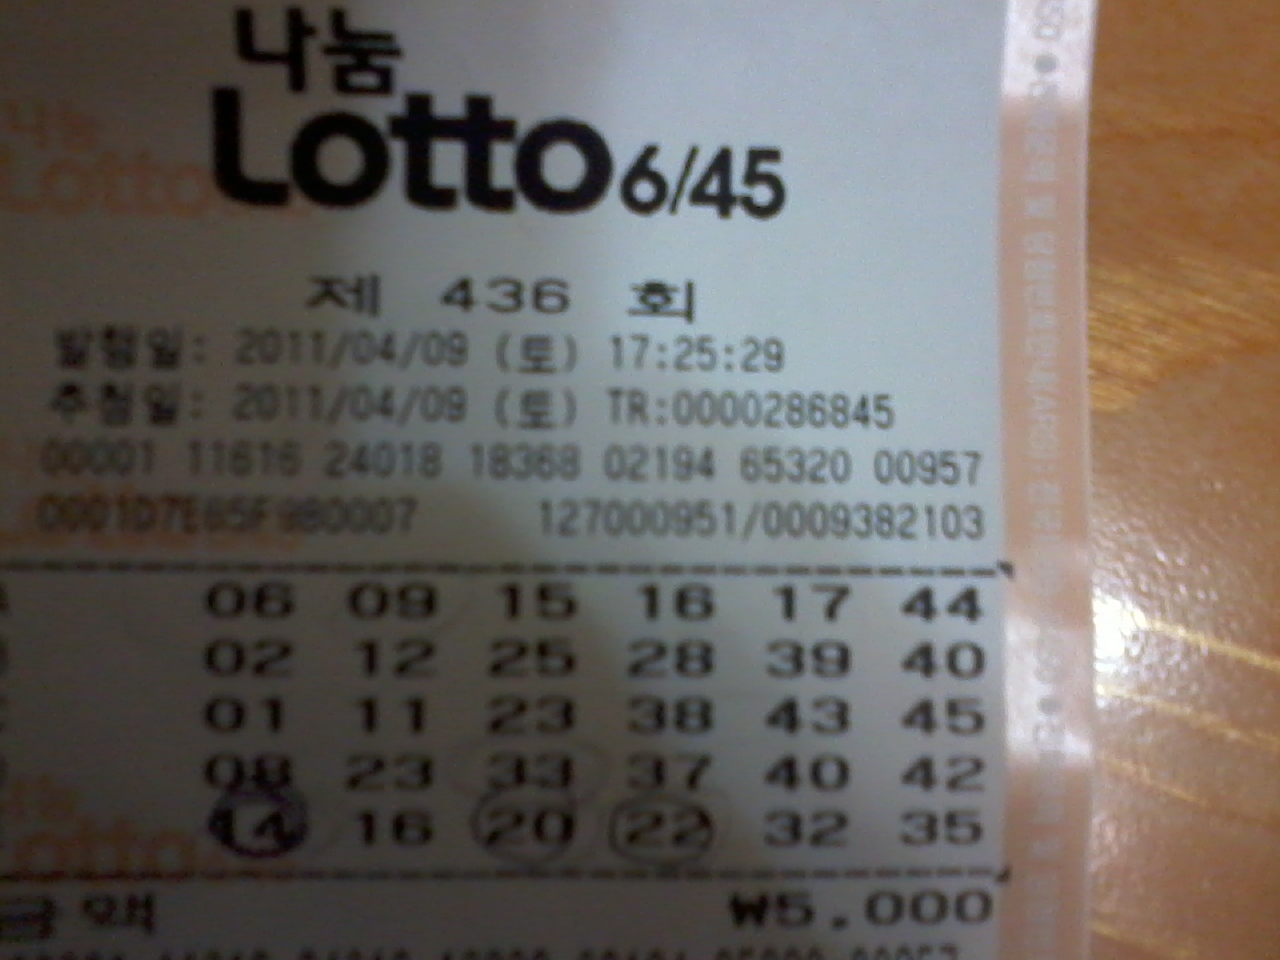 나눔
Lotto 6/45
제 436 회
발행일: 2011/04/09 (토) 17:25:29
추첨일: 2011/04/09 (토) TR:0000286845
00001 11616 24018 18368 02194 65320 00957
127000951/0009382103
06 09 15 16 17 44
02 12 25 28 39 40
01 11 23 38 43 45
08 23 33 37 40 42
14 16 20 22 32 35
금액 ₩5,000